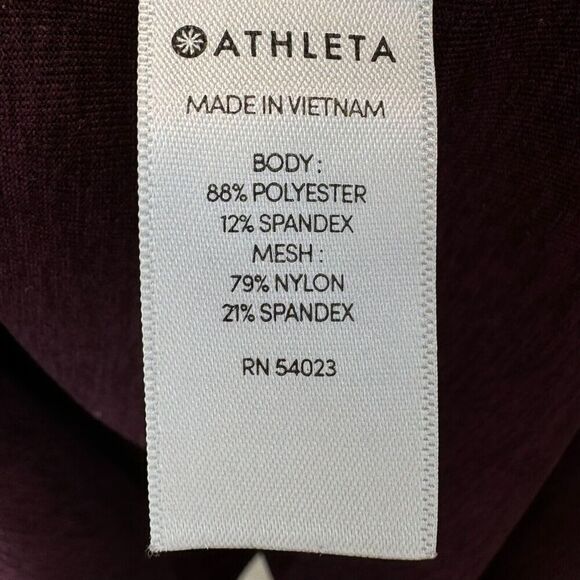 ATHLETA
MADE IN VIETNAM
BODY:
88% POLYESTER
12% SPANDEX
MESH:
79% NYLON
21% SPANDEX
RN 54023